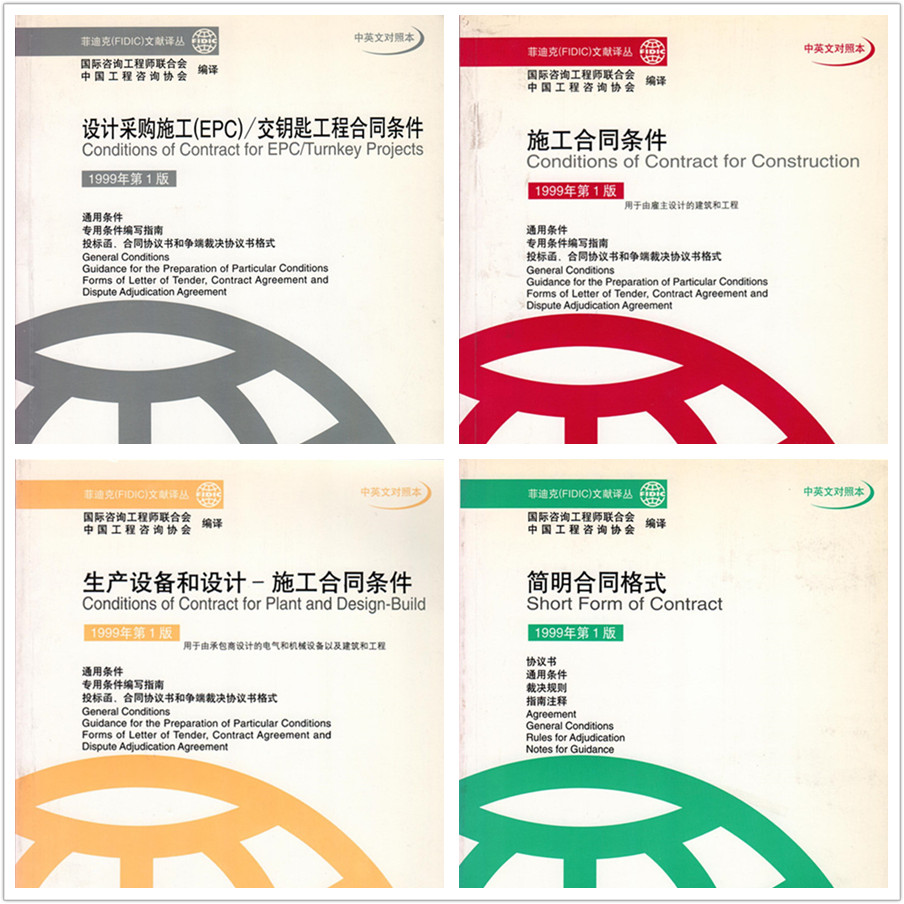 菲迪克(FIDIC)文献译丛
FIDIC
中英文对照本
国际咨询工程师联合会
中国工程咨询协会
编译
设计采购施工(EPC)/交钥匙工程合同条件
Conditions of Contract for EPC/Turnkey Projects
1999年第1版
通用条件
专用条件编写指南
投标函、合同协议书和争端裁决协议书格式
General Conditions
Guidance for the Preparation of Particular Conditions
Forms of Letter of Tender, Contract Agreement and
Dispute Adjudication Agreement
菲迪克(FIDIC)文献译丛
FIDIC
中英文对照本
国际咨询工程师联合会
中国工程咨询协会
编译
施工合同条件
Conditions of Contract for Construction
1999年第1版
用于由雇主设计的建筑和工程
通用条件
专用条件编写指南
投标函、合同协议书和争端裁决协议书格式
General Conditions
Guidance for the Preparation of Particular Conditions
Forms of Letter of Tender, Contract Agreement and
Dispute Adjudication Agreement
菲迪克(FIDIC)文献译丛
FIDIC
中英文对照本
国际咨询工程师联合会
中国工程咨询协会
编译
生产设备和设计-施工合同条件
Conditions of Contract for Plant and Design-Build
1999年第1版
用于由承包商设计的电气和机械设备以及建筑和工程
通用条件
专用条件编写指南
投标函、合同协议书和争端裁决协议书格式
General Conditions
Guidance for the Preparation of Particular Conditions
Forms of Letter of Tender, Contract Agreement and
Dispute Adjudication Agreement
菲迪克(FIDIC)文献译丛
FIDIC
中英文对照本
国际咨询工程师联合会
中国工程咨询协会
编译
简明合同格式
Short Form of Contract
1999年第1版
协议书
通用条件
裁决规则
指南注释
Agreement
General Conditions
Rules for Adjudication
Notes for Guidance